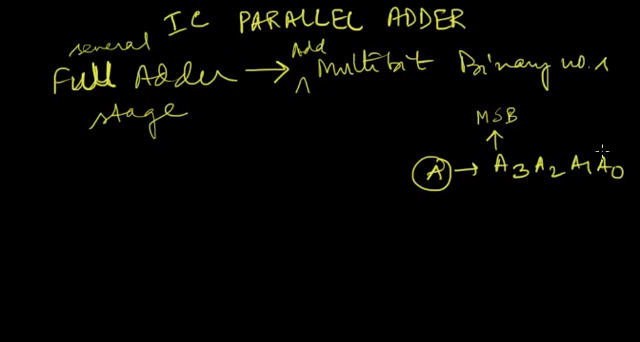 IC PARALLEL ADDER
several
Full Adder → Add Multibit Binary no.s
stage
MSB
A → A3 A2 A1 A0